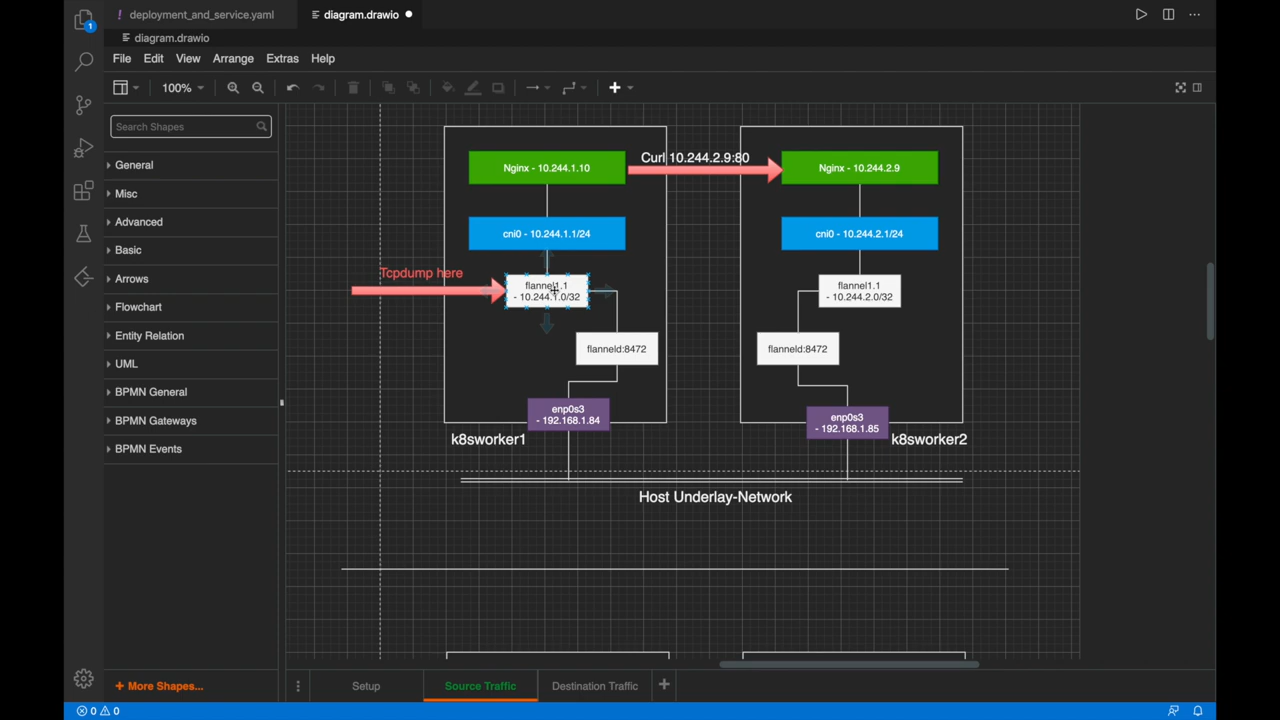 1
! deployment_and_service.yaml
diagram.drawio
diagram.drawio
File Edit View Arrange Extras Help
100%
Search Shapes
General
Misc
Advanced
Basic
Arrows
Flowchart
Entity Relation
UML
BPMN General
BPMN Gateways
BPMN Events
+ More Shapes...
Nginx - 10.244.1.10
Curl 10.244.2.9:80
Nginx - 10.244.2.9
cni0 - 10.244.1.1/24
cni0 - 10.244.2.1/24
Tcpdump here
flannel1.1
- 10.244.1.0/32
flannel1.1
- 10.244.2.0/32
flanneld:8472
flanneld:8472
enp0s3
- 192.168.1.84
enp0s3
- 192.168.1.85
k8sworker1
k8sworker2
Host Underlay-Network
Setup
Source Traffic
Destination Traffic
0 0